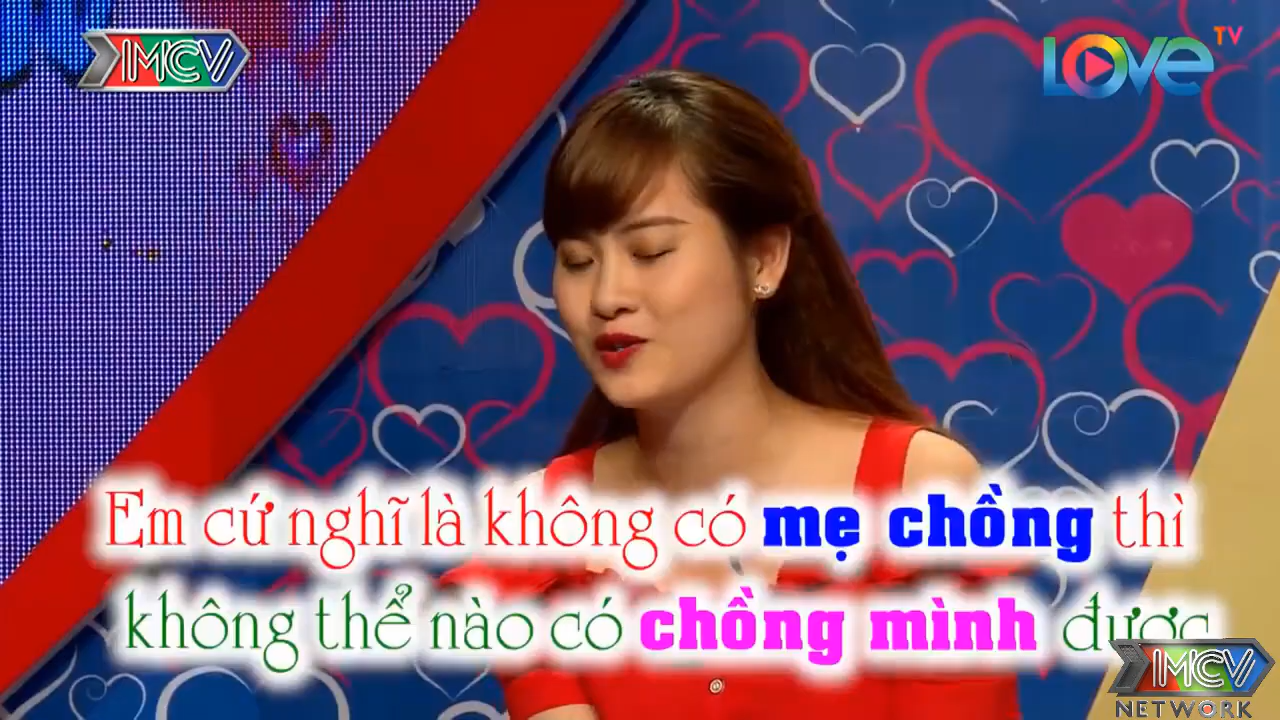 MCV
LOVE TV
Em cứ nghĩ là không có mẹ chồng thì
không thể nào có chồng mình được
MCV
NETWORK